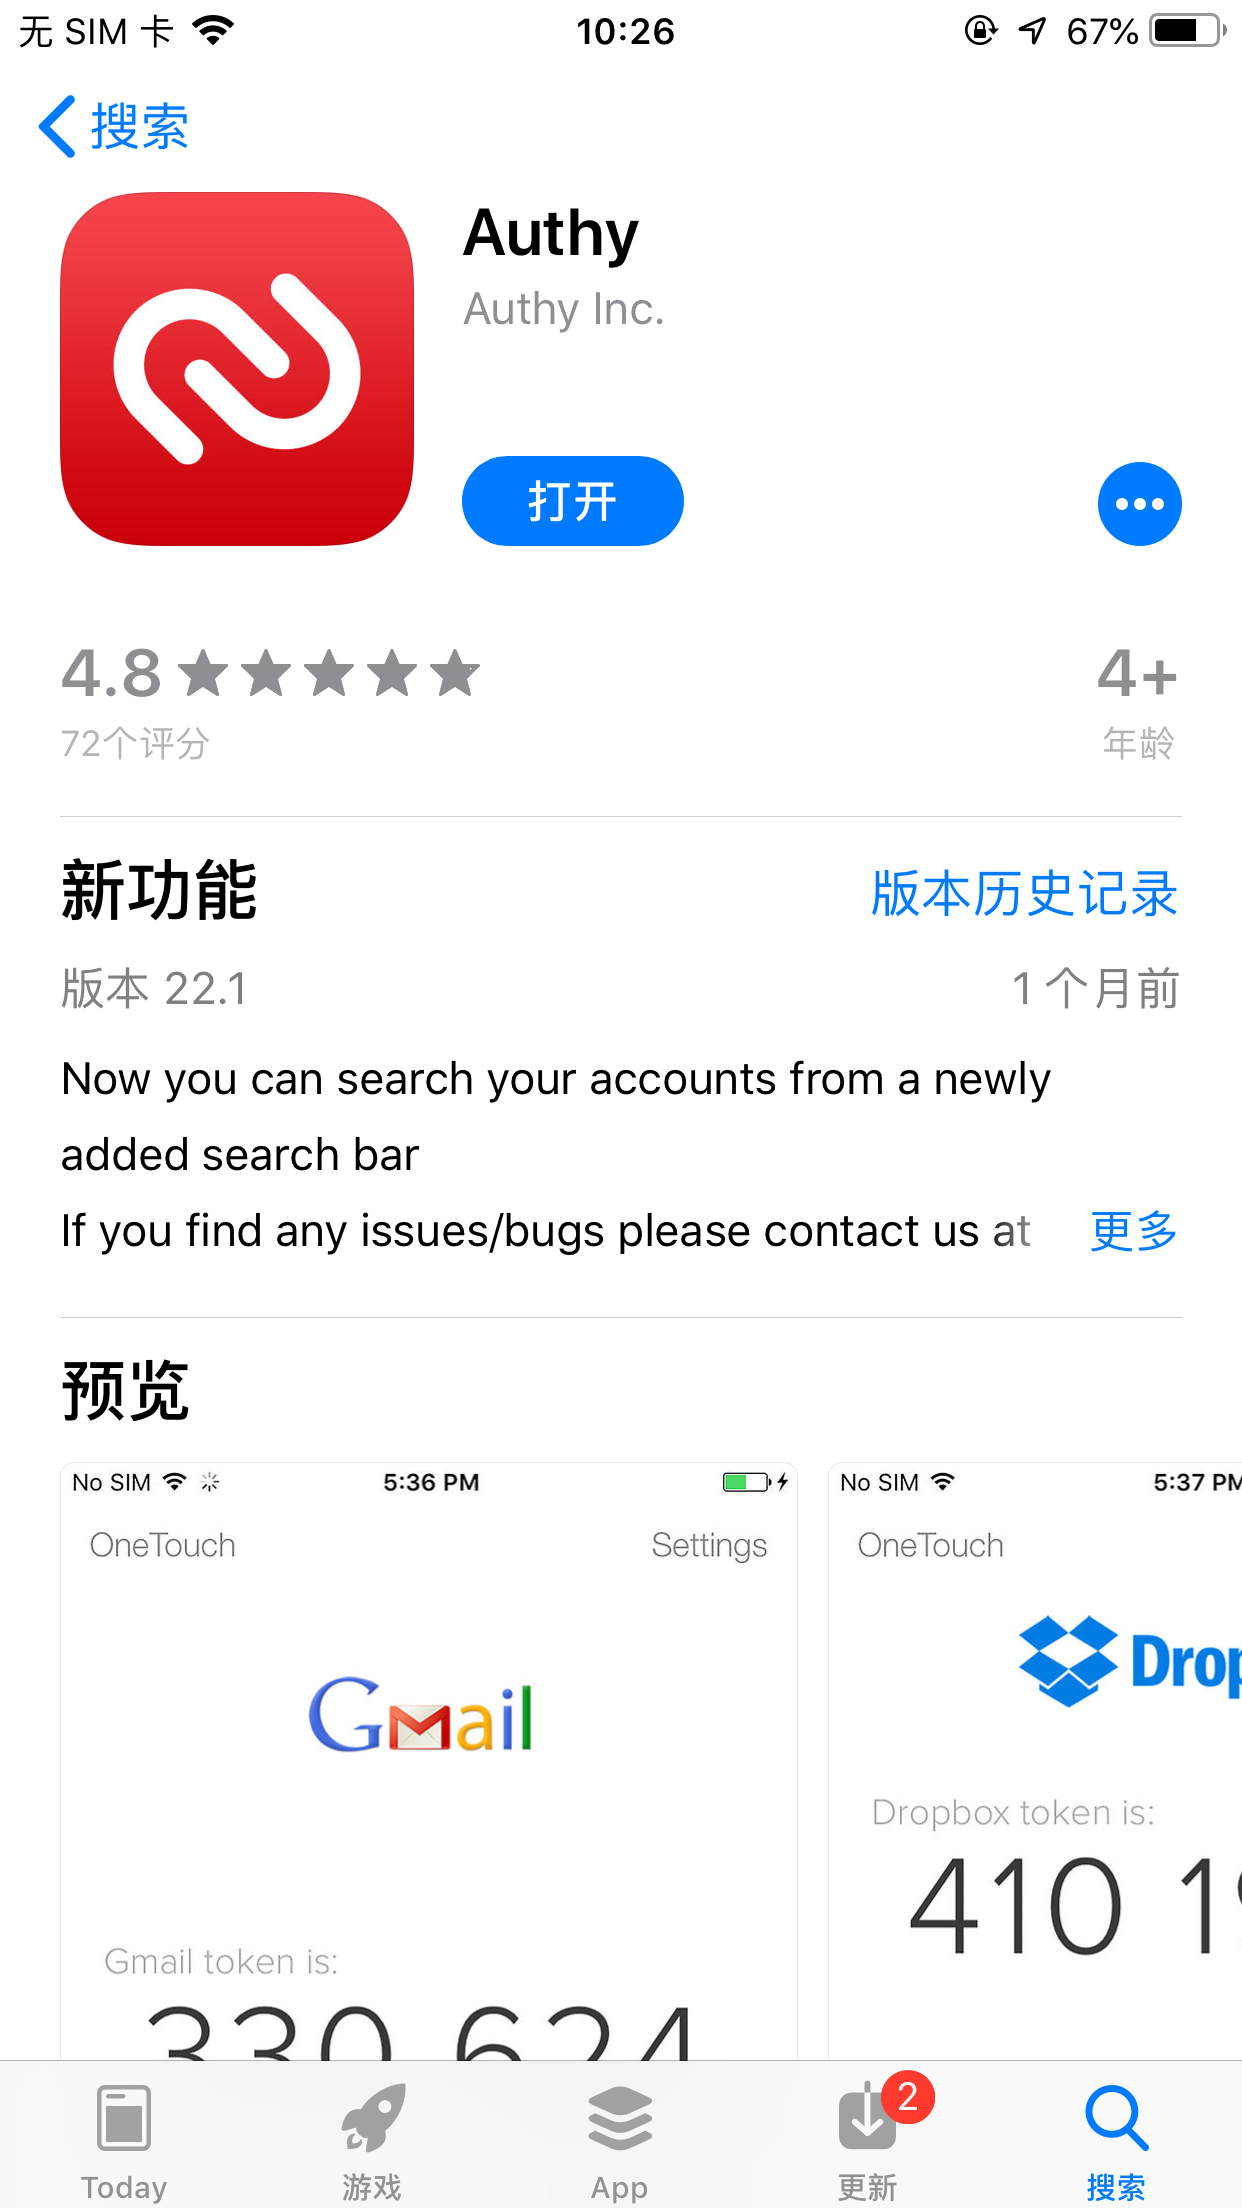 无 SIM 卡 10:26 67%
搜索
Authy
Authy Inc.
打开
4.8 4+
72个评分 年龄
新功能 版本历史记录
版本 22.1 1 个月前
Now you can search your accounts from a newly
added search bar
If you find any issues/bugs please contact us at 更多
预览
No SIM 5:36 PM
OneTouch Settings
Gmail
Gmail token is:
330 624
No SIM 5:37 PM
OneTouch
Drop
Dropbox token is:
410 19
2
Today 游戏 App 更新 搜索